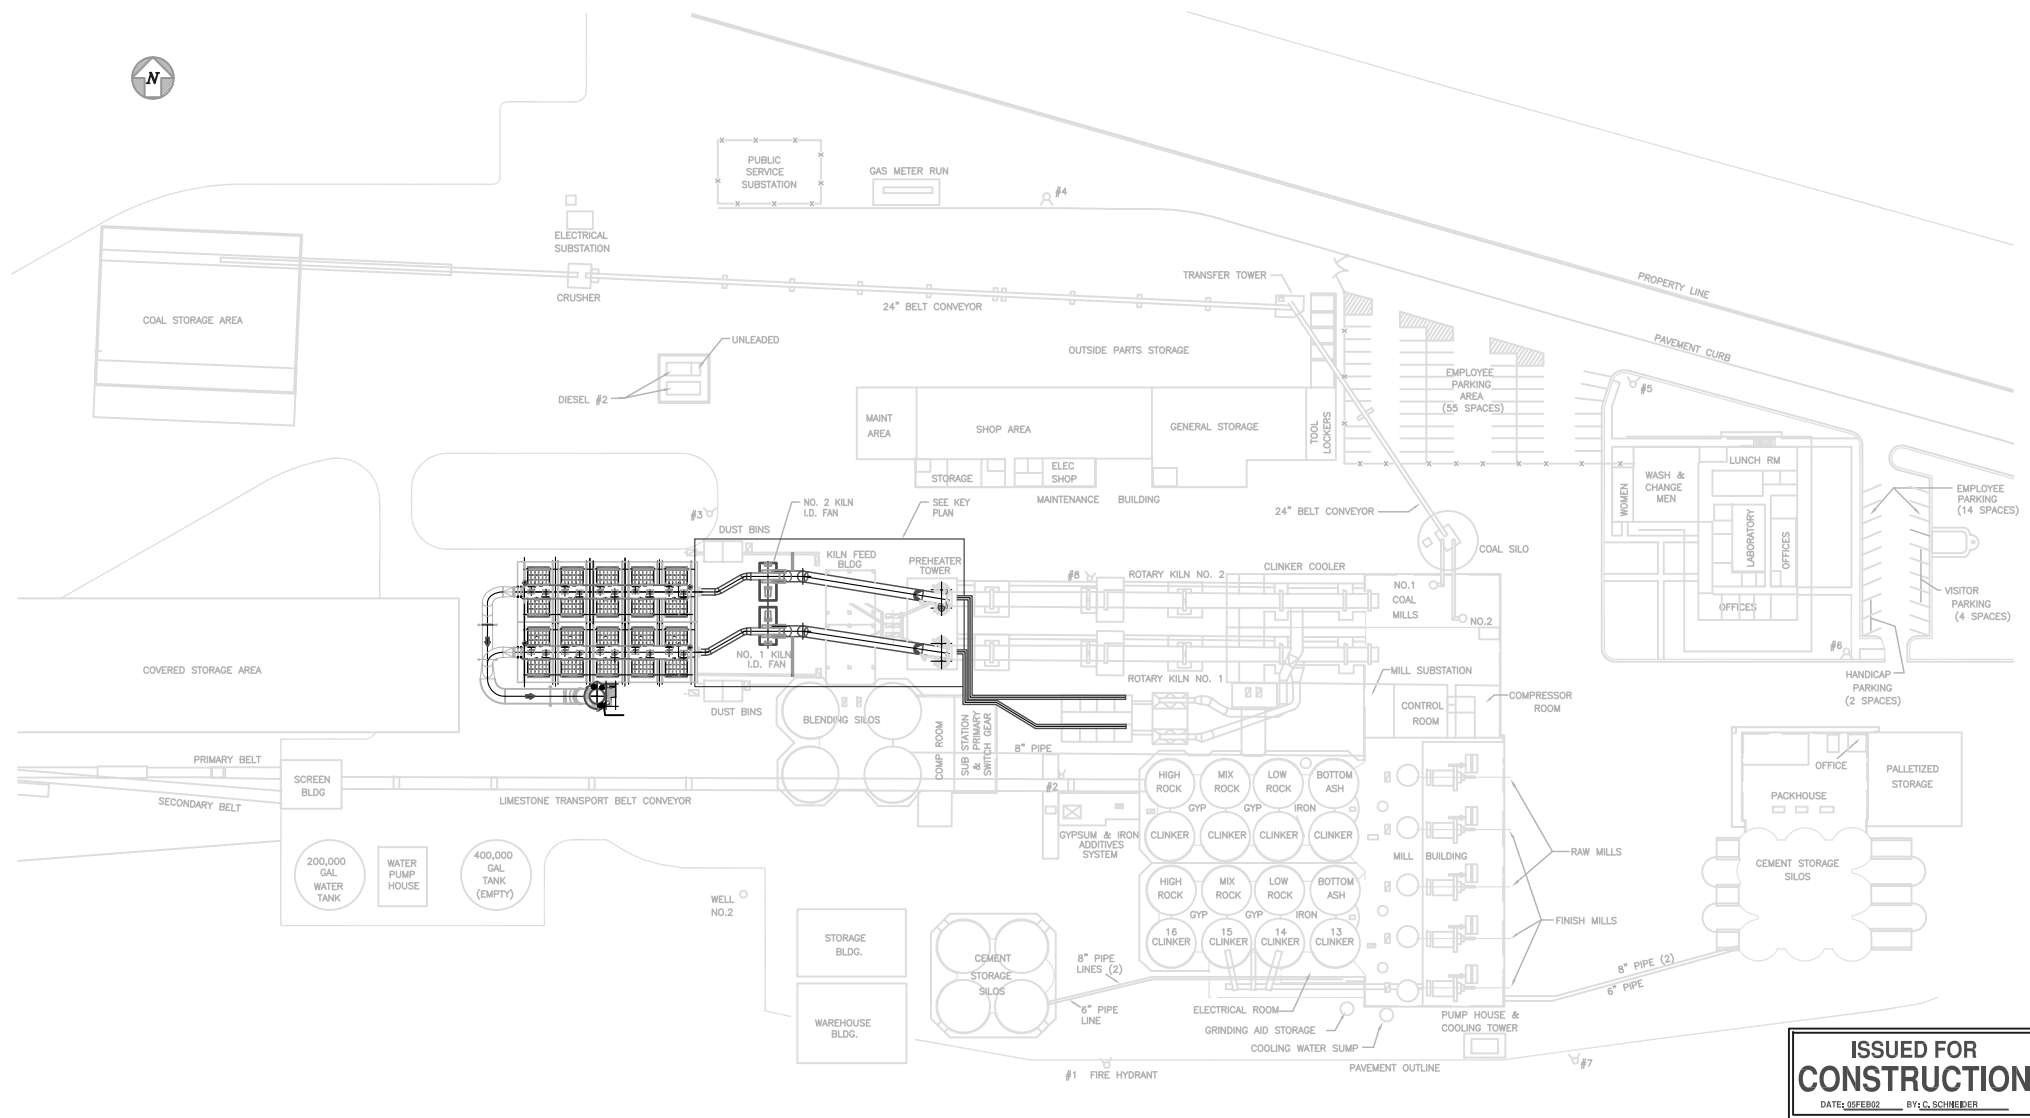 N
PUBLIC
SERVICE
SUBSTATION
GAS METER RUN
#4
ELECTRICAL
SUBSTATION
CRUSHER
24" BELT CONVEYOR
TRANSFER TOWER
PROPERTY LINE
PAVEMENT CURB
COAL STORAGE AREA
UNLEADED
DIESEL #2
OUTSIDE PARTS STORAGE
EMPLOYEE
PARKING
AREA
(55 SPACES)
#5
MAINT
AREA
SHOP AREA
GENERAL STORAGE
TOOL
LOCKERS
STORAGE
ELEC
SHOP
MAINTENANCE BUILDING
LUNCH RM
WASH &
CHANGE
MEN
WOMEN
LABORATORY
OFFICES
OFFICES
EMPLOYEE
PARKING
(14 SPACES)
VISITOR
PARKING
(4 SPACES)
#6
HANDICAP
PARKING
(2 SPACES)
NO. 2 KILN
I.D. FAN
SEE KEY
PLAN
#3
DUST BINS
KILN FEED
BLDG
PREHEATER
TOWER
#8
ROTARY KILN NO. 2
CLINKER COOLER
24" BELT CONVEYOR
COAL SILO
NO.1
COAL
MILLS
NO.2
COVERED STORAGE AREA
NO. 1 KILN
I.D. FAN
ROTARY KILN NO. 1
MILL SUBSTATION
CONTROL
ROOM
COMPRESSOR
ROOM
DUST BINS
BLENDING SILOS
COMP ROOM
SUB STATION
& PRIMARY
SWITCH GEAR
8" PIPE
PRIMARY BELT
SECONDARY BELT
SCREEN
BLDG
LIMESTONE TRANSPORT BELT CONVEYOR
#2
GYPSUM & IRON
ADDITIVES
SYSTEM
HIGH
ROCK
MIX
ROCK
LOW
ROCK
BOTTOM
ASH
GYP
GYP
IRON
CLINKER
CLINKER
CLINKER
CLINKER
HIGH
ROCK
MIX
ROCK
LOW
ROCK
BOTTOM
ASH
GYP
GYP
IRON
16
CLINKER
15
CLINKER
14
CLINKER
13
CLINKER
MILL BUILDING
RAW MILLS
FINISH MILLS
OFFICE
PACKHOUSE
PALLETIZED
STORAGE
CEMENT STORAGE
SILOS
200,000
GAL
WATER
TANK
WATER
PUMP
HOUSE
400,000
GAL
TANK
(EMPTY)
WELL
NO.2
STORAGE
BLDG.
WAREHOUSE
BLDG.
CEMENT
STORAGE
SILOS
8" PIPE
LINES (2)
6" PIPE
LINE
8" PIPE (2)
6" PIPE
ELECTRICAL ROOM
GRINDING AID STORAGE
COOLING WATER SUMP
PUMP HOUSE &
COOLING TOWER
PAVEMENT OUTLINE
#1 FIRE HYDRANT
#7
ISSUED FOR
CONSTRUCTION
DATE: 05FEB02 BY: C. SCHNEIDER